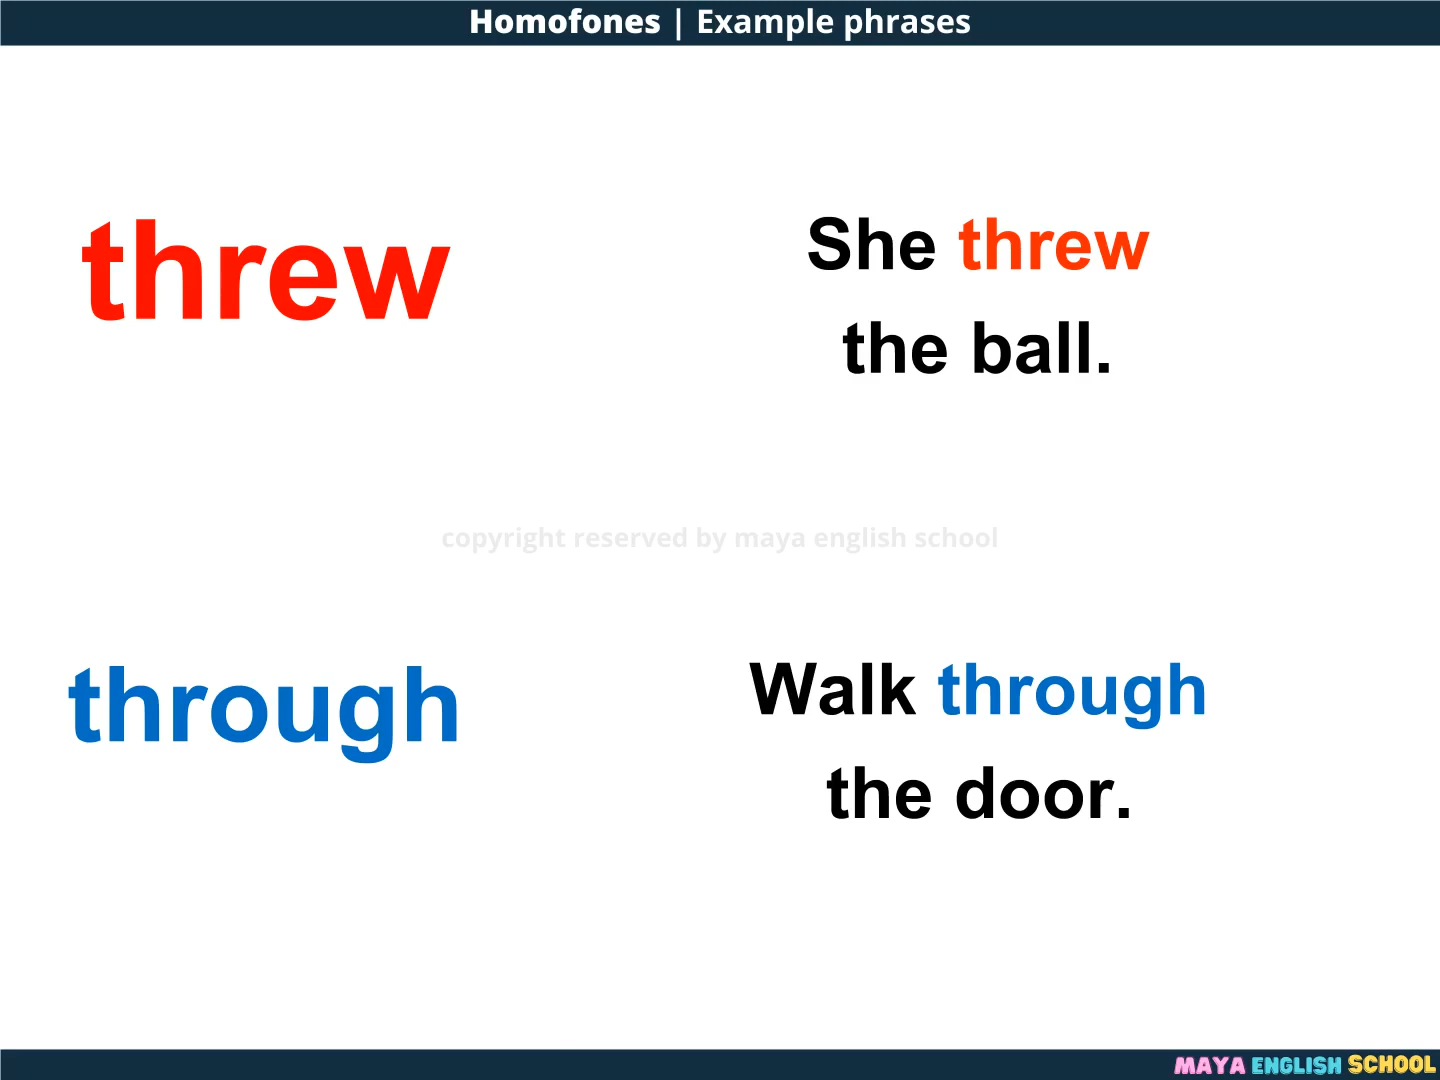 Homofones | Example phrases
threw
She threw
the ball.
copyright reserved by maya english school
through
Walk through
the door.
MAYA ENGLISH SCHOOL